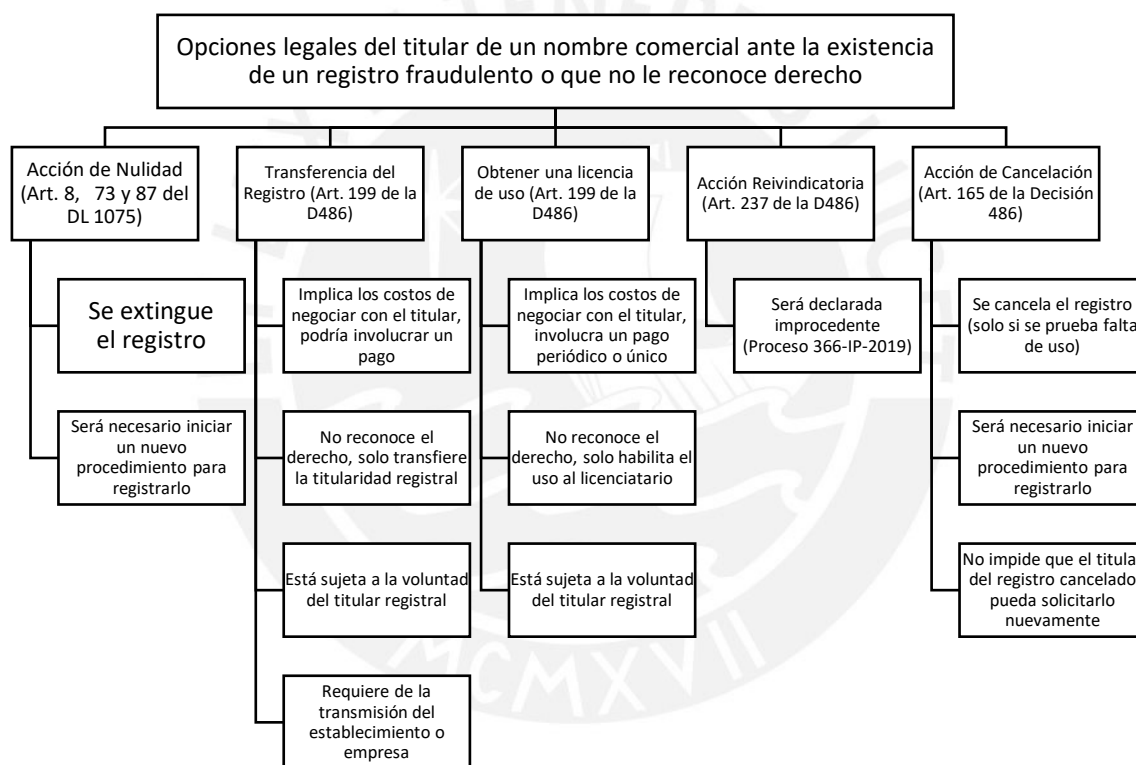 Opciones legales del titular de un nombre comercial ante la existencia
de un registro fraudulento o que no le reconoce derecho
Acción de Nulidad
(Art. 8, 73 y 87 del
DL 1075)
Se extingue
el registro
Será necesario iniciar
un nuevo
procedimiento para
registrarlo
Transferencia del
Registro (Art. 199 de la
D486)
Implica los costos de
negociar con el titular,
podría involucrar un
pago
No reconoce el
derecho, solo transfiere
la titularidad registral
Está sujeta a la voluntad
del titular registral
Requiere de la
transmisión del
establecimiento o
empresa
Obtener una licencia
de uso (Art. 199 de la
D486)
Implica los costos de
negociar con el titular,
involucra un pago
periódico o único
No reconoce el
derecho, solo habilita el
uso al licenciatario
Está sujeta a la voluntad
del titular registral
Acción Reivindicatoria
(Art. 237 de la D486)
Será declarada
improcedente
(Proceso 366-IP-2019)
Acción de Cancelación
(Art. 165 de la Decisión
486)
Se cancela el registro
(solo si se prueba falta
de uso)
Será necesario iniciar
un nuevo
procedimiento para
registrarlo
No impide que el titular
del registro cancelado
pueda solicitarlo
nuevamente
MCMXVII